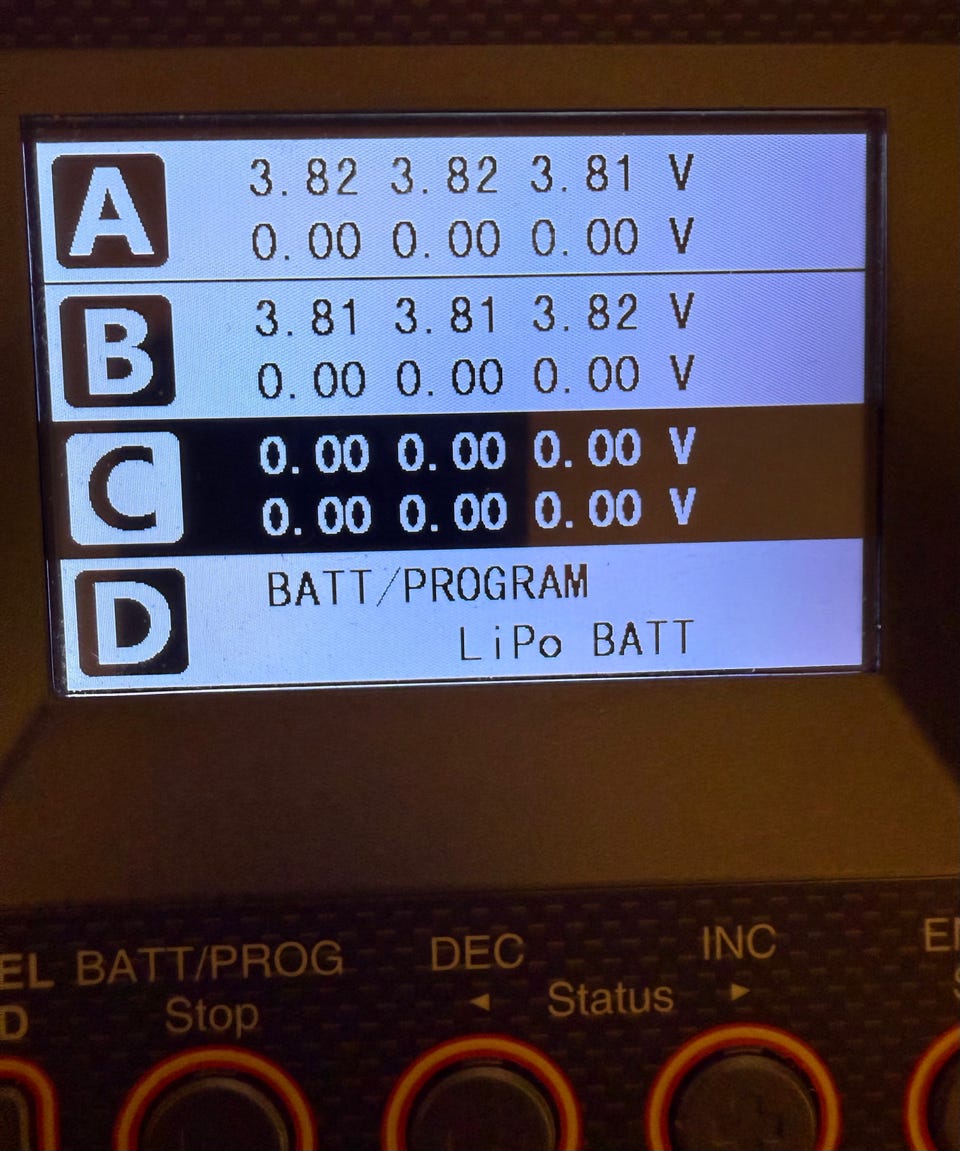 A
3.82 3.82 3.81 V
0.00 0.00 0.00 V
B
3.81 3.81 3.82 V
0.00 0.00 0.00 V
C
0.00 0.00 0.00 V
0.00 0.00 0.00 V
D
BATT/PROGRAM
LiPo BATT
EL BATT/PROG DEC INC E
D Stop ◄ Status ►